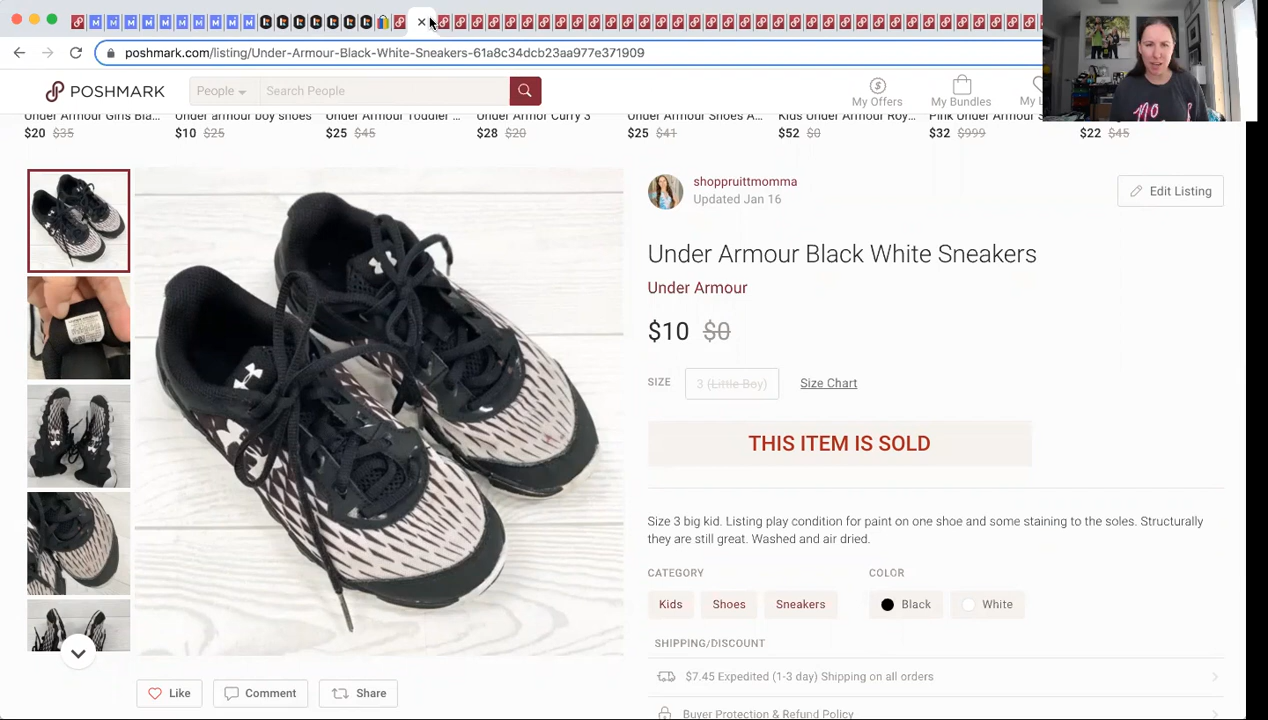 poshmark.com/listing/Under-Armour-Black-White-Sneakers-61a8c34dcb23aa977e371909
POSHMARK
People
Search People
My Offers
My Bundles
Under Armour Girls Bla...
Under armour boy shoes
Under Armour Toddler ...
Under Armor Curry 3
Under Armour Shoes A...
Kids Under Armour Roy...
$20 $35
$10 $25
$25 $45
$28 $20
$25 $41
$52 $0
$32 $999
$22 $45
shoppruittmomma
Updated Jan 16
Edit Listing
Under Armour Black White Sneakers
Under Armour
$10 $0
SIZE
3 (Little Boy)
Size Chart
THIS ITEM IS SOLD
Size 3 big kid. Listing play condition for paint on one shoe and some staining to the soles. Structurally
they are still great. Washed and air dried.
CATEGORY
COLOR
Kids
Shoes
Sneakers
Black
White
SHIPPING/DISCOUNT
$7.45 Expedited (1-3 day) Shipping on all orders
Buyer Protection & Refund Policy
Like
Comment
Share